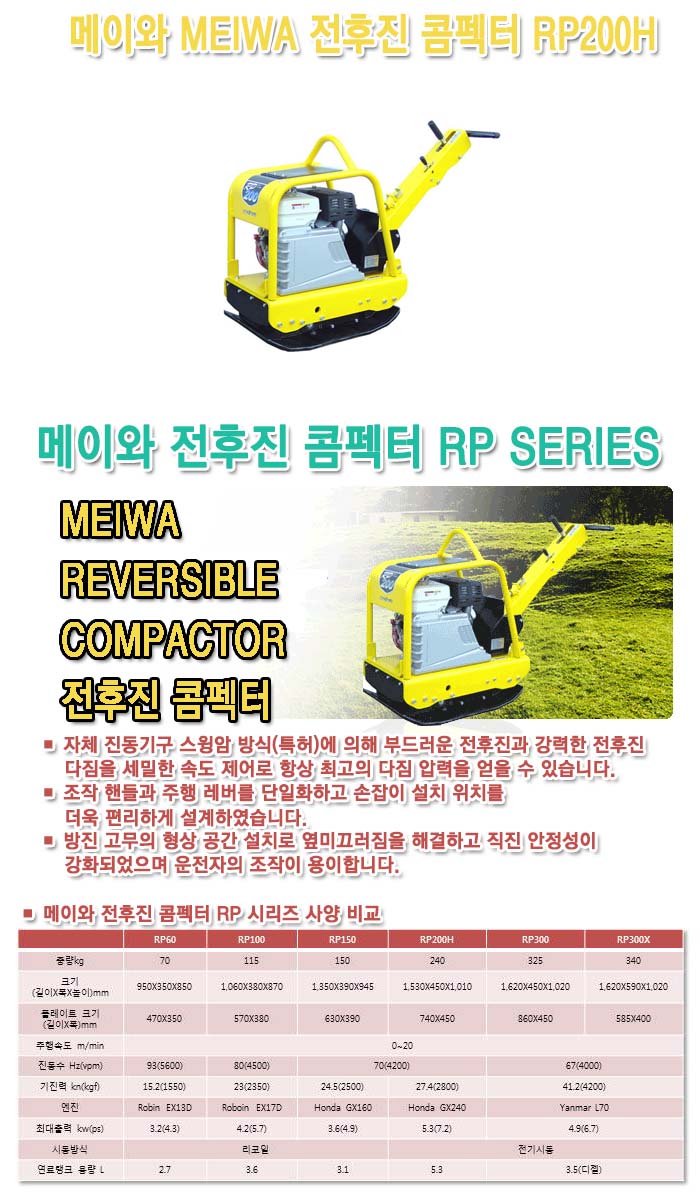 메이와 MEIWA 전후진 콤펙터 RP200H
200
메이와 전후진 콤펙터 RP SERIES
MEIWA
REVERSIBLE
COMPACTOR
전후진 콤펙터
200
■ 자체 진동기구 스윙암 방식(특허)에 의해 부드러운 전후진과 강력한 전후진
다짐을 세밀한 속도 제어로 항상 최고의 다짐 압력을 얻을 수 있습니다.
■ 조작 핸들과 주행 레버를 단일화하고 손잡이 설치 위치를
더욱 편리하게 설계하였습니다.
■ 방진 고무의 형상 공간 설치로 옆미끄러짐을 해결하고 직진 안정성이
강화되었으며 운전자의 조작이 용이합니다.
■ 메이와 전후진 콤펙터 RP 시리즈 사양 비교
RP60 RP100 RP150 RP200H RP300 RP300X
중량kg 70 115 150 240 325 340
크기
(길이X폭X높이)mm 950X350X850 1,060X380X870 1,350X390X945 1,530X450X1,010 1,620X450X1,020 1,620X590X1,020
플레이트 크기
(길이X폭)mm 470X350 570X380 630X390 740X450 860X450 585X400
주행속도 m/min 0~20
진동수 Hz(vpm) 93(5600) 80(4500) 70(4200) 67(4000)
기진력 kn(kgf) 15.2(1550) 23(2350) 24.5(2500) 27.4(2800) 41.2(4200)
엔진 Robin EX13D Roboin EX17D Honda GX160 Honda GX240 Yanmar L70
최대출력 kw(ps) 3.2(4.3) 4.2(5.7) 3.6(4.9) 5.3(7.2) 4.9(6.7)
시동방식 리코일 전기시동
연료탱크 용량 L 2.7 3.6 3.1 5.3 3.5(디젤)